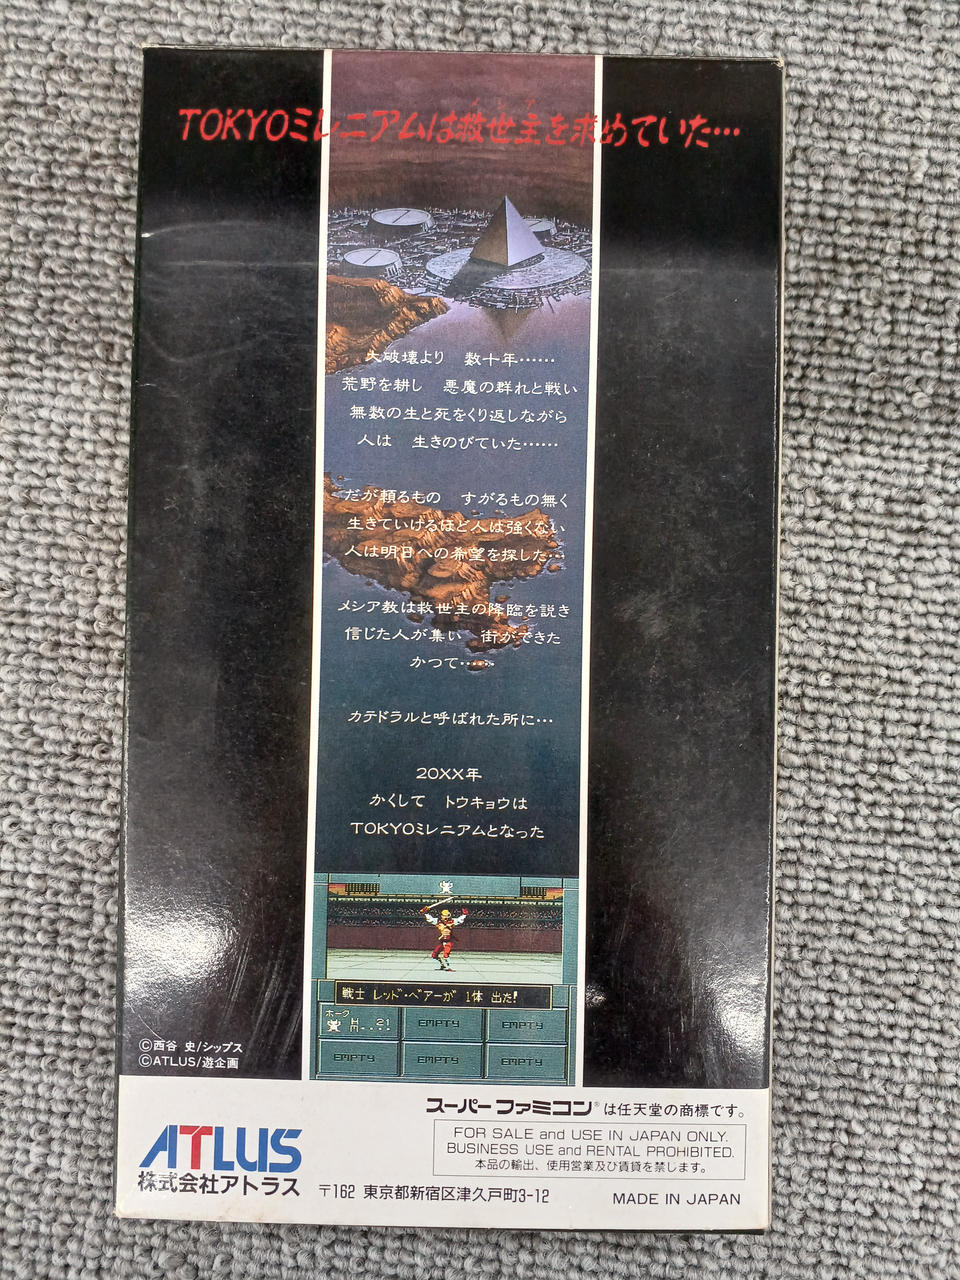 メシア
TOKYOミレニアムは救世主を求めていた…
大破壊より 数十年……
荒野を耕し 悪魔の群れと戦い
無数の生と死をくり返しながら
人は 生きのびていた……
だが頼るもの すがるもの無く
生きていけるほど人は強くない
人は明日への希望を探した…
メシア教は救世主の降臨を説き
信じた人が集い 街ができた
かつて……
カテドラルと呼ばれた所に…
20XX年
かくして トウキョウは
TOKYOミレニアムとなった
戦士 レッド・ベアーが 1体 出た!
ホーク
EMPTY EMPTY
EMPTY EMPTY EMPTY
©西谷 史/シップス
©ATLUS/遊企画
スーパーファミコン®は任天堂の商標です。
FOR SALE and USE IN JAPAN ONLY.
BUSINESS USE and RENTAL PROHIBITED.
本品の輸出、使用営業及び賃貸を禁じます。
ATLUS
株式会社アトラス
〒162 東京都新宿区津久戸町3-12
MADE IN JAPAN